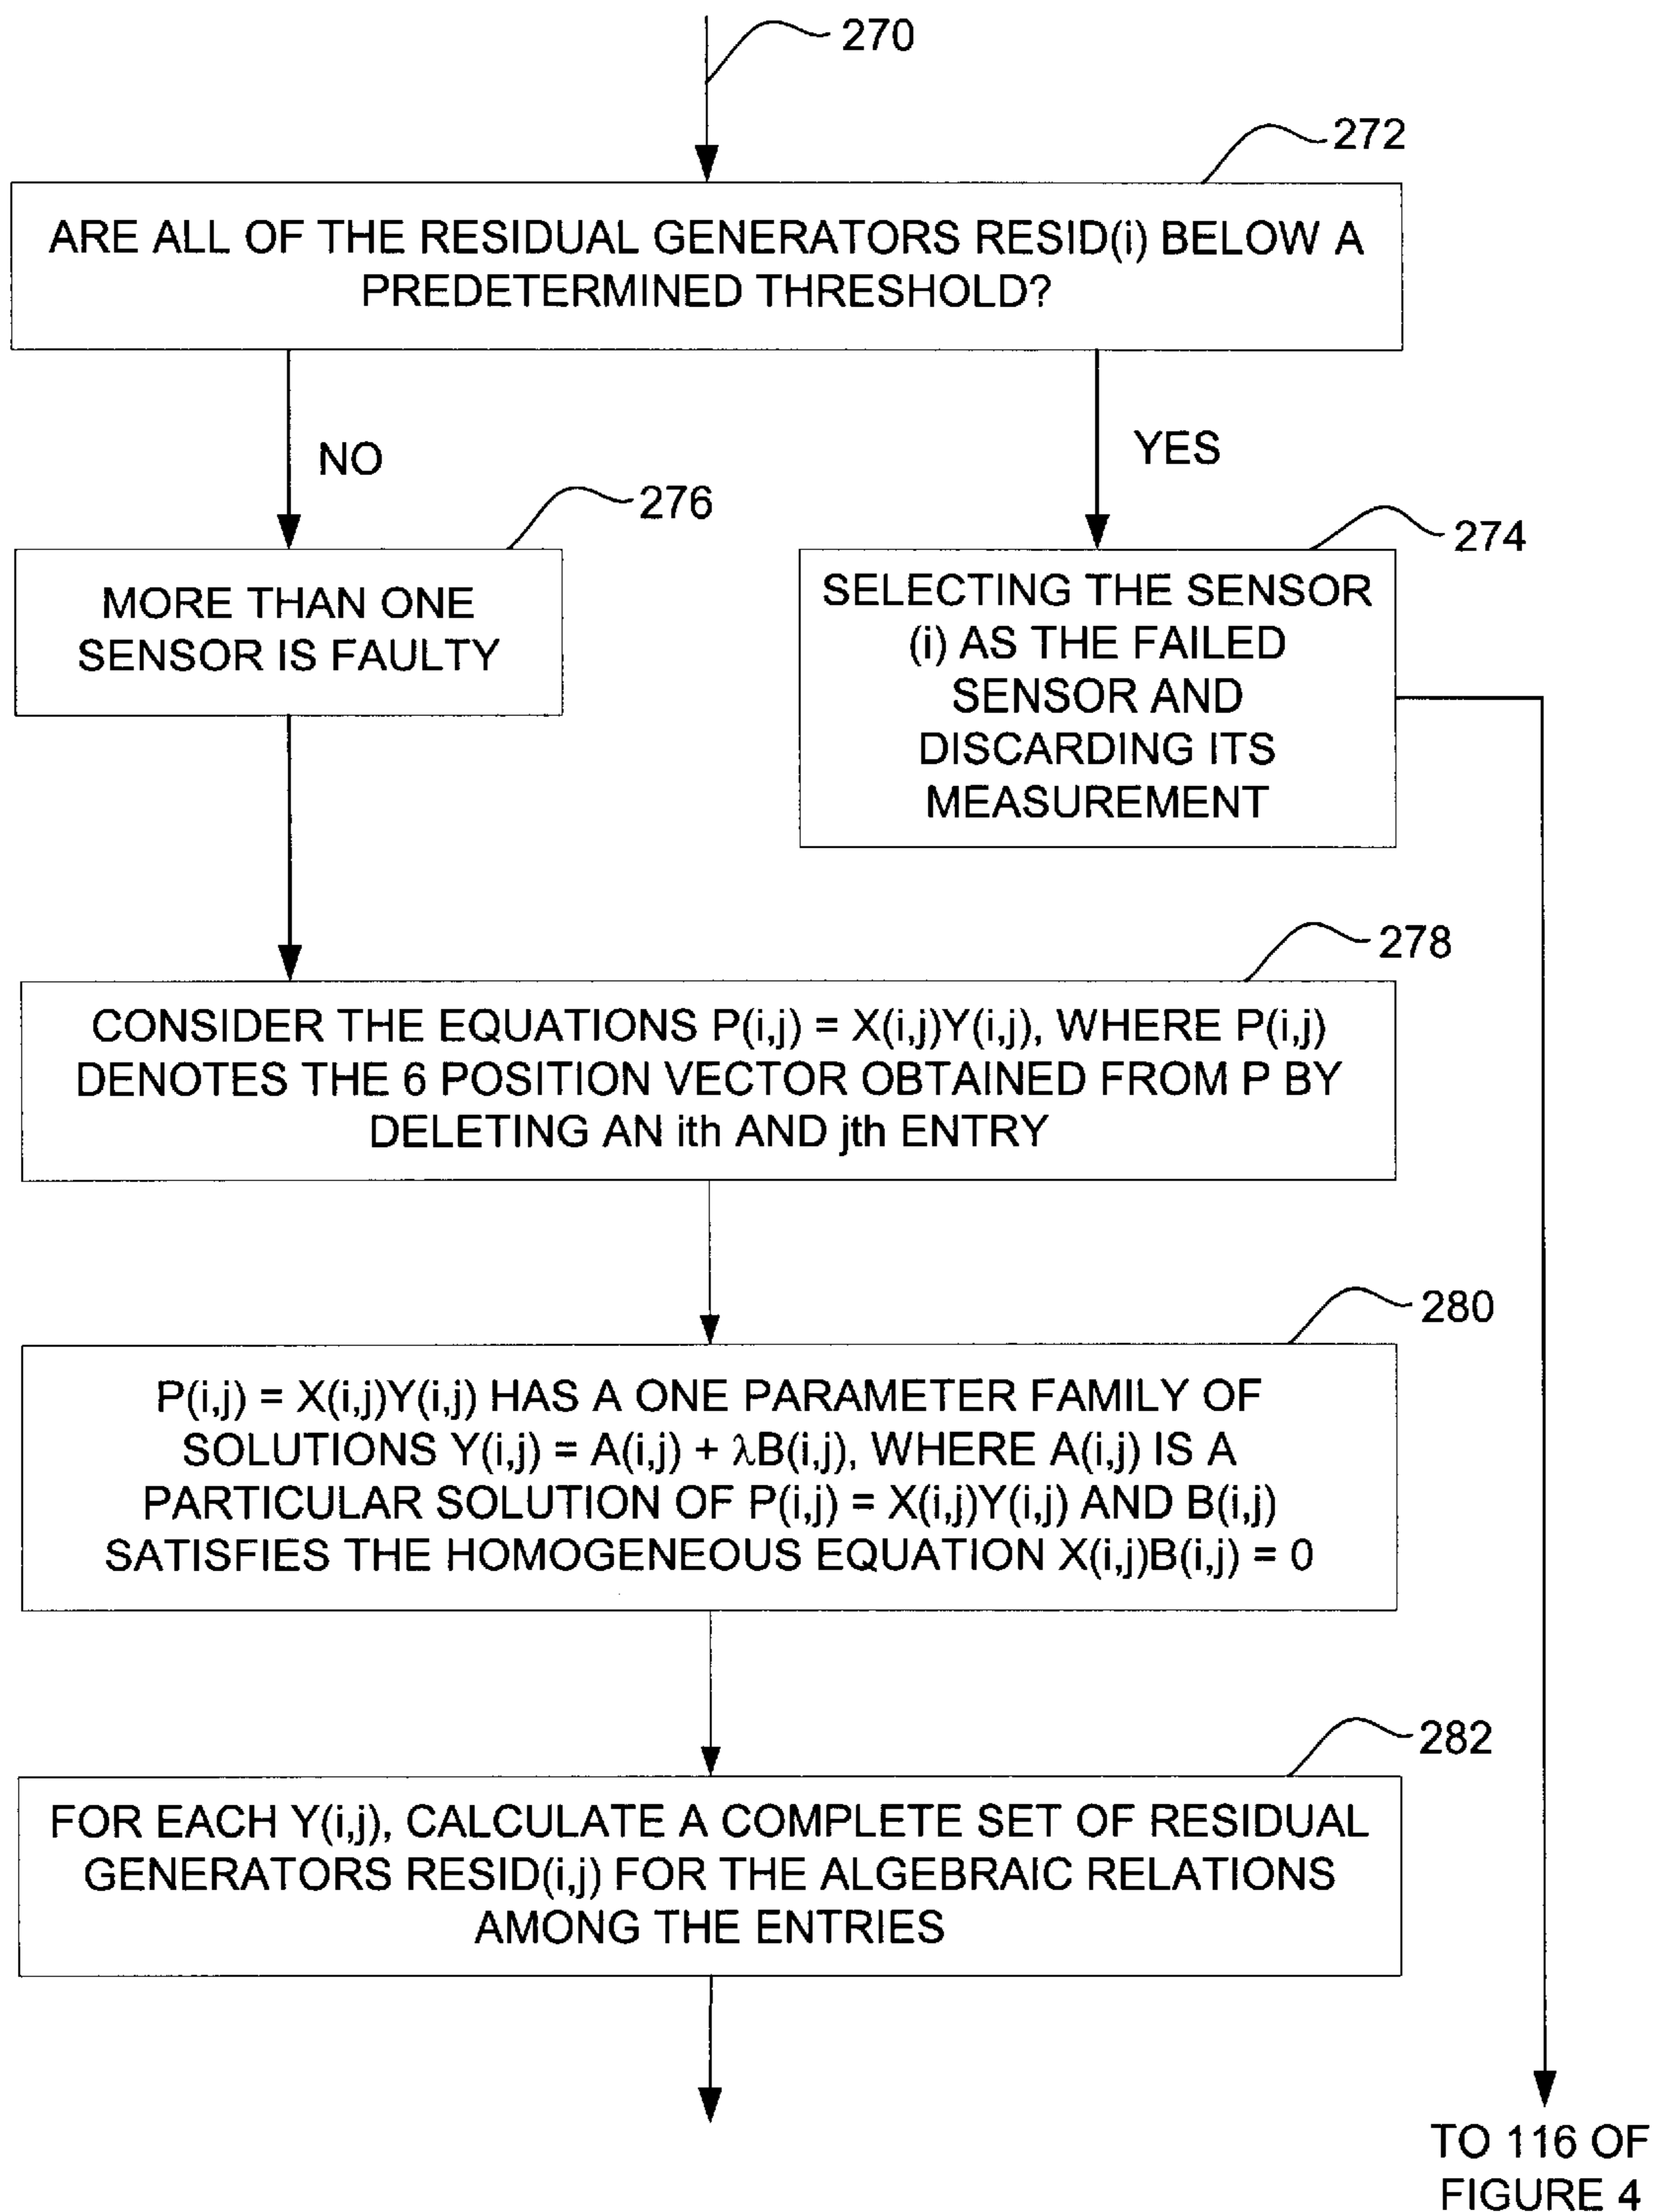 270
272
ARE ALL OF THE RESIDUAL GENERATORS RESID(i) BELOW A
PREDETERMINED THRESHOLD?
NO
YES
276
274
MORE THAN ONE
SENSOR IS FAULTY
SELECTING THE SENSOR
(i) AS THE FAILED
SENSOR AND
DISCARDING ITS
MEASUREMENT
278
CONSIDER THE EQUATIONS P(i,j) = X(i,j)Y(i,j), WHERE P(i,j)
DENOTES THE 6 POSITION VECTOR OBTAINED FROM P BY
DELETING AN ith AND jth ENTRY
280
P(i,j) = X(i,j)Y(i,j) HAS A ONE PARAMETER FAMILY OF
SOLUTIONS Y(i,j) = A(i,j) + λB(i,j), WHERE A(i,j) IS A
PARTICULAR SOLUTION OF P(i,j) = X(i,j)Y(i,j) AND B(i,j)
SATISFIES THE HOMOGENEOUS EQUATION X(i,j)B(i,j) = 0
282
FOR EACH Y(i,j), CALCULATE A COMPLETE SET OF RESIDUAL
GENERATORS RESID(i,j) FOR THE ALGEBRAIC RELATIONS
AMONG THE ENTRIES
TO 116 OF
FIGURE 4